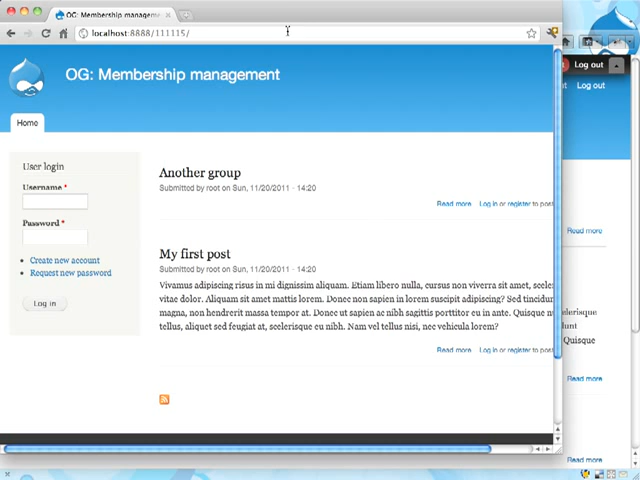 OG: Membership managemen
localhost:8888/111115/
OG: Membership management
Log out
Log out
Home
User login
Username *
Password *
Create new account
Request new password
Log in
Another group
Submitted by root on Sun, 11/20/2011 - 14:20
Read more
Log in or register to post
My first post
Submitted by root on Sun, 11/20/2011 - 14:20
Vivamus adipiscing risus in mi dignissim aliquam. Etiam libero nulla, cursus non viverra sit amet, sceles
vitae dolor. Aliquam sit amet mattis lorem. Donec non sapien in lorem suscipit adipiscing? Sed tincidun
magna, non hendrerit massa tempor at. Donec ut sapien ac nibh sagittis porttitor eu in ante. Quisque nu
tellus, aliquet sed feugiat at, scelerisque eu nibh. Nam vel tellus nisi, nec vehicula lorem?
Read more
Log in or register to post
Read more
elerisque
dunt
Quisque
Read more
Read more